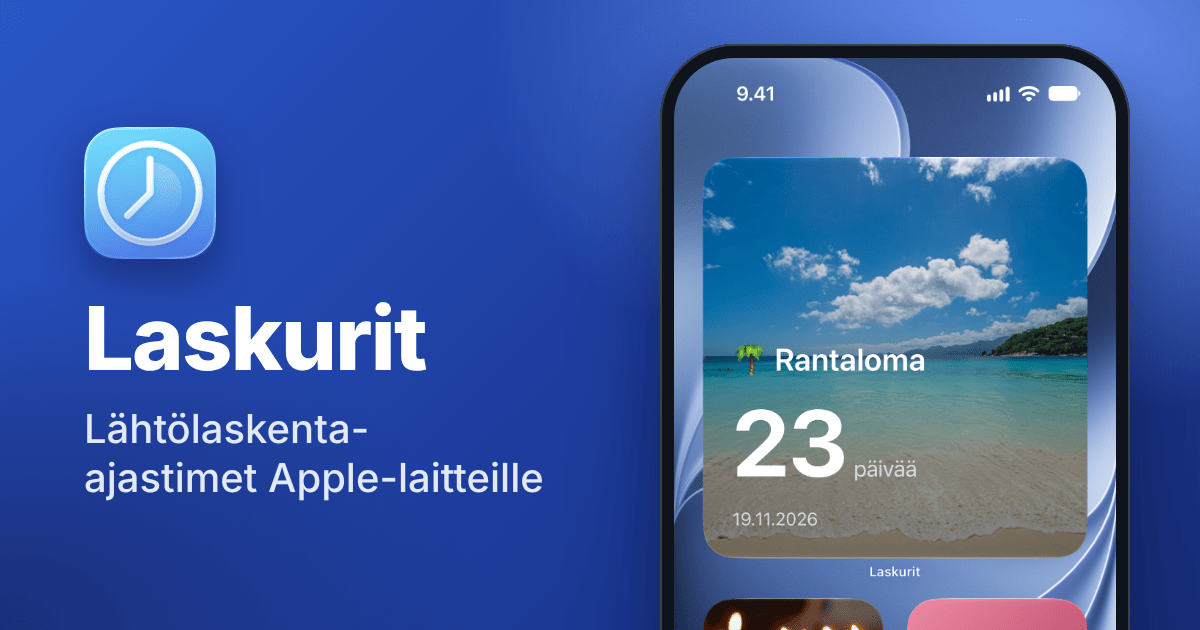 Laskurit
Lähtölaskenta-
ajastimet Apple-laitteille
9.41
Rantaloma
23 päivää
19.11.2026
Laskurit